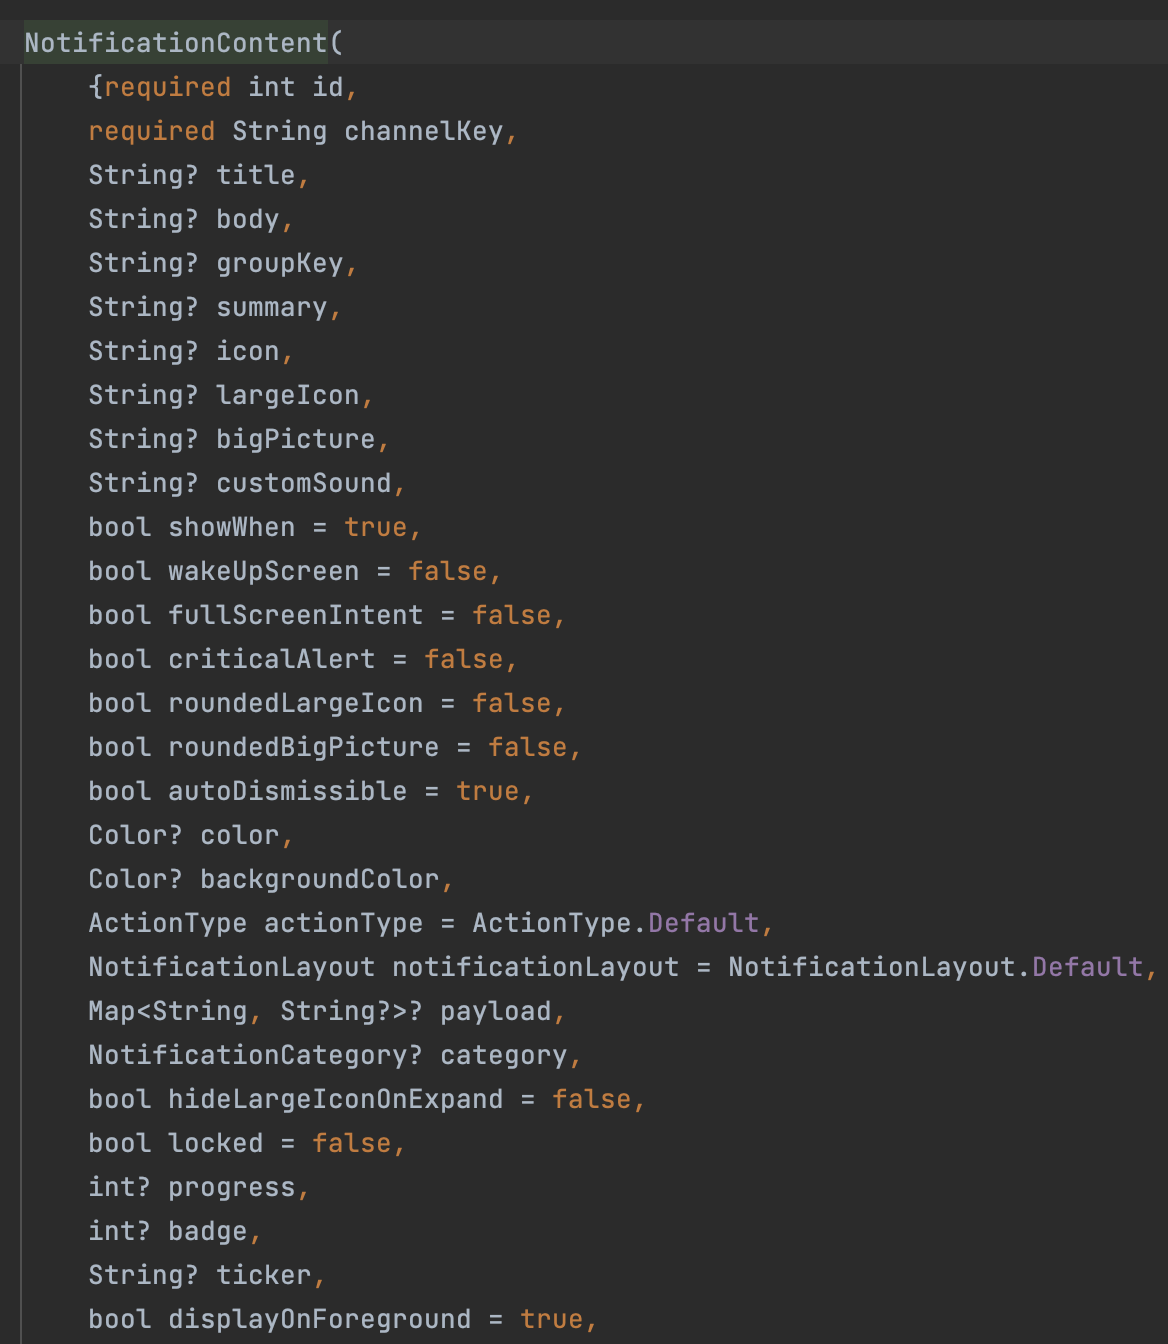 NotificationContent(
{required int id,
required String channelKey,
String? title,
String? body,
String? groupKey,
String? summary,
String? icon,
String? largeIcon,
String? bigPicture,
String? customSound,
bool showWhen = true,
bool wakeUpScreen = false,
bool fullScreenIntent = false,
bool criticalAlert = false,
bool roundedLargeIcon = false,
bool roundedBigPicture = false,
bool autoDismissible = true,
Color? color,
Color? backgroundColor,
ActionType actionType = ActionType.Default,
NotificationLayout notificationLayout = NotificationLayout.Default,
Map<String, String?>? payload,
NotificationCategory? category,
bool hideLargeIconOnExpand = false,
bool locked = false,
int? progress,
int? badge,
String? ticker,
bool displayOnForeground = true,